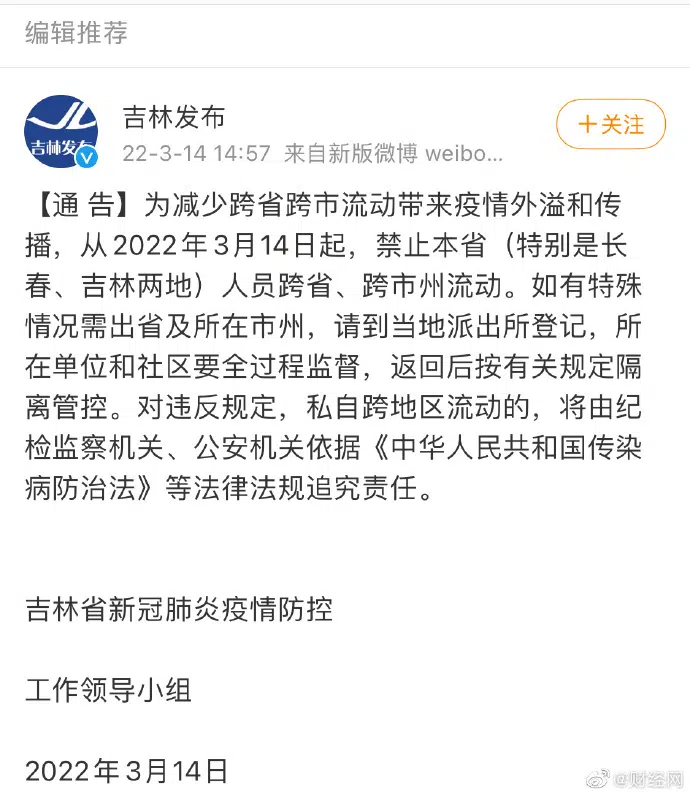 编辑推荐
吉林发布
吉林发布
22-3-14 14:57 来自新版微博 weibo...
+关注
【通 告】为减少跨省跨市流动带来疫情外溢和传
播，从2022年3月14日起，禁止本省（特别是长
春、吉林两地）人员跨省、跨市州流动。如有特殊
情况需出省及所在市州，请到当地派出所登记，所
在单位和社区要全过程监督，返回后按有关规定隔
离管控。对违反规定，私自跨地区流动的，将由纪
检监察机关、公安机关依据《中华人民共和国传染
病防治法》等法律法规追究责任。
吉林省新冠肺炎疫情防控
工作领导小组
2022年3月14日
@财经网